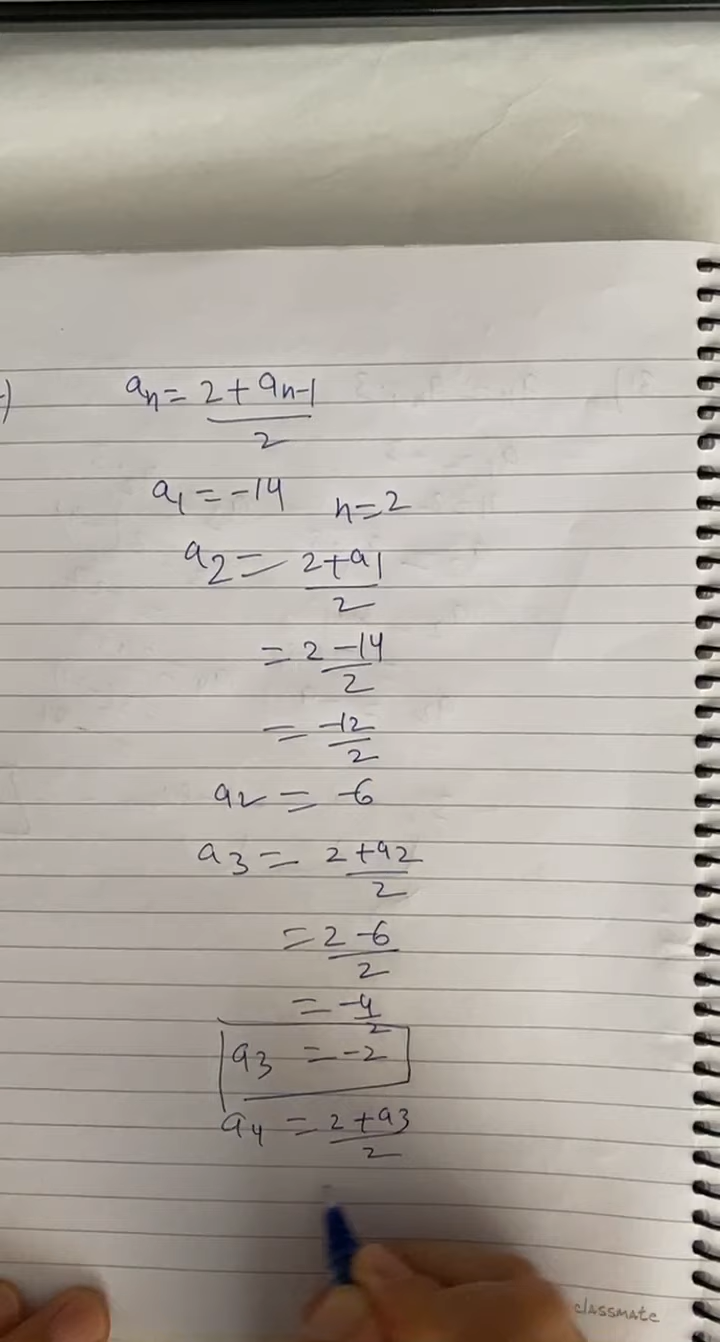 aₙ = 2 + aₙ₋₁ / 2
a₁ = -14 n = 2
a₂ = 2 + a₁ / 2
= 2 - 14 / 2
= -12 / 2
a₂ = -6
a₃ = 2 + a₂ / 2
= 2 - 6 / 2
= -4 / 2
a₃ = -2
a₄ = 2 + a₃ / 2
classmate